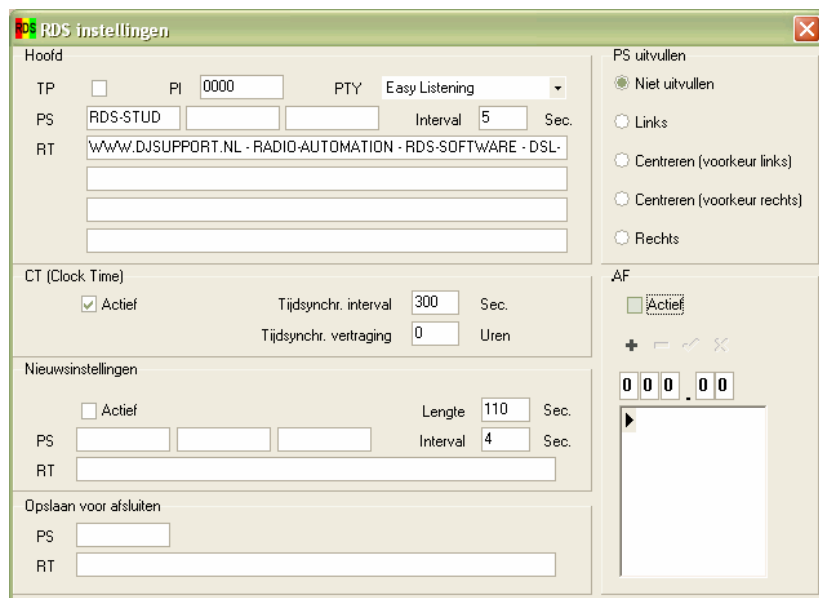 RDS RDS instellingen
Hoofd
TP PI 0000 PTY Easy Listening
PS RDS-STUD Interval 5 Sec.
RT WWW.DJSUPPORT.NL - RADIO-AUTOMATION - RDS-SOFTWARE - DSL-
CT (Clock Time)
Actief Tijdsynchr. interval 300 Sec.
Tijdsynchr. vertraging 0 Uren
Nieuwsinstellingen
Actief Lengte 110 Sec.
PS Interval 4 Sec.
RT
Opslaan voor afsluiten
PS
RT
PS uitvullen
Niet uitvullen
Links
Centreren (voorkeur links)
Centreren (voorkeur rechts)
Rechts
AF
Actief
0 0 0 . 0 0